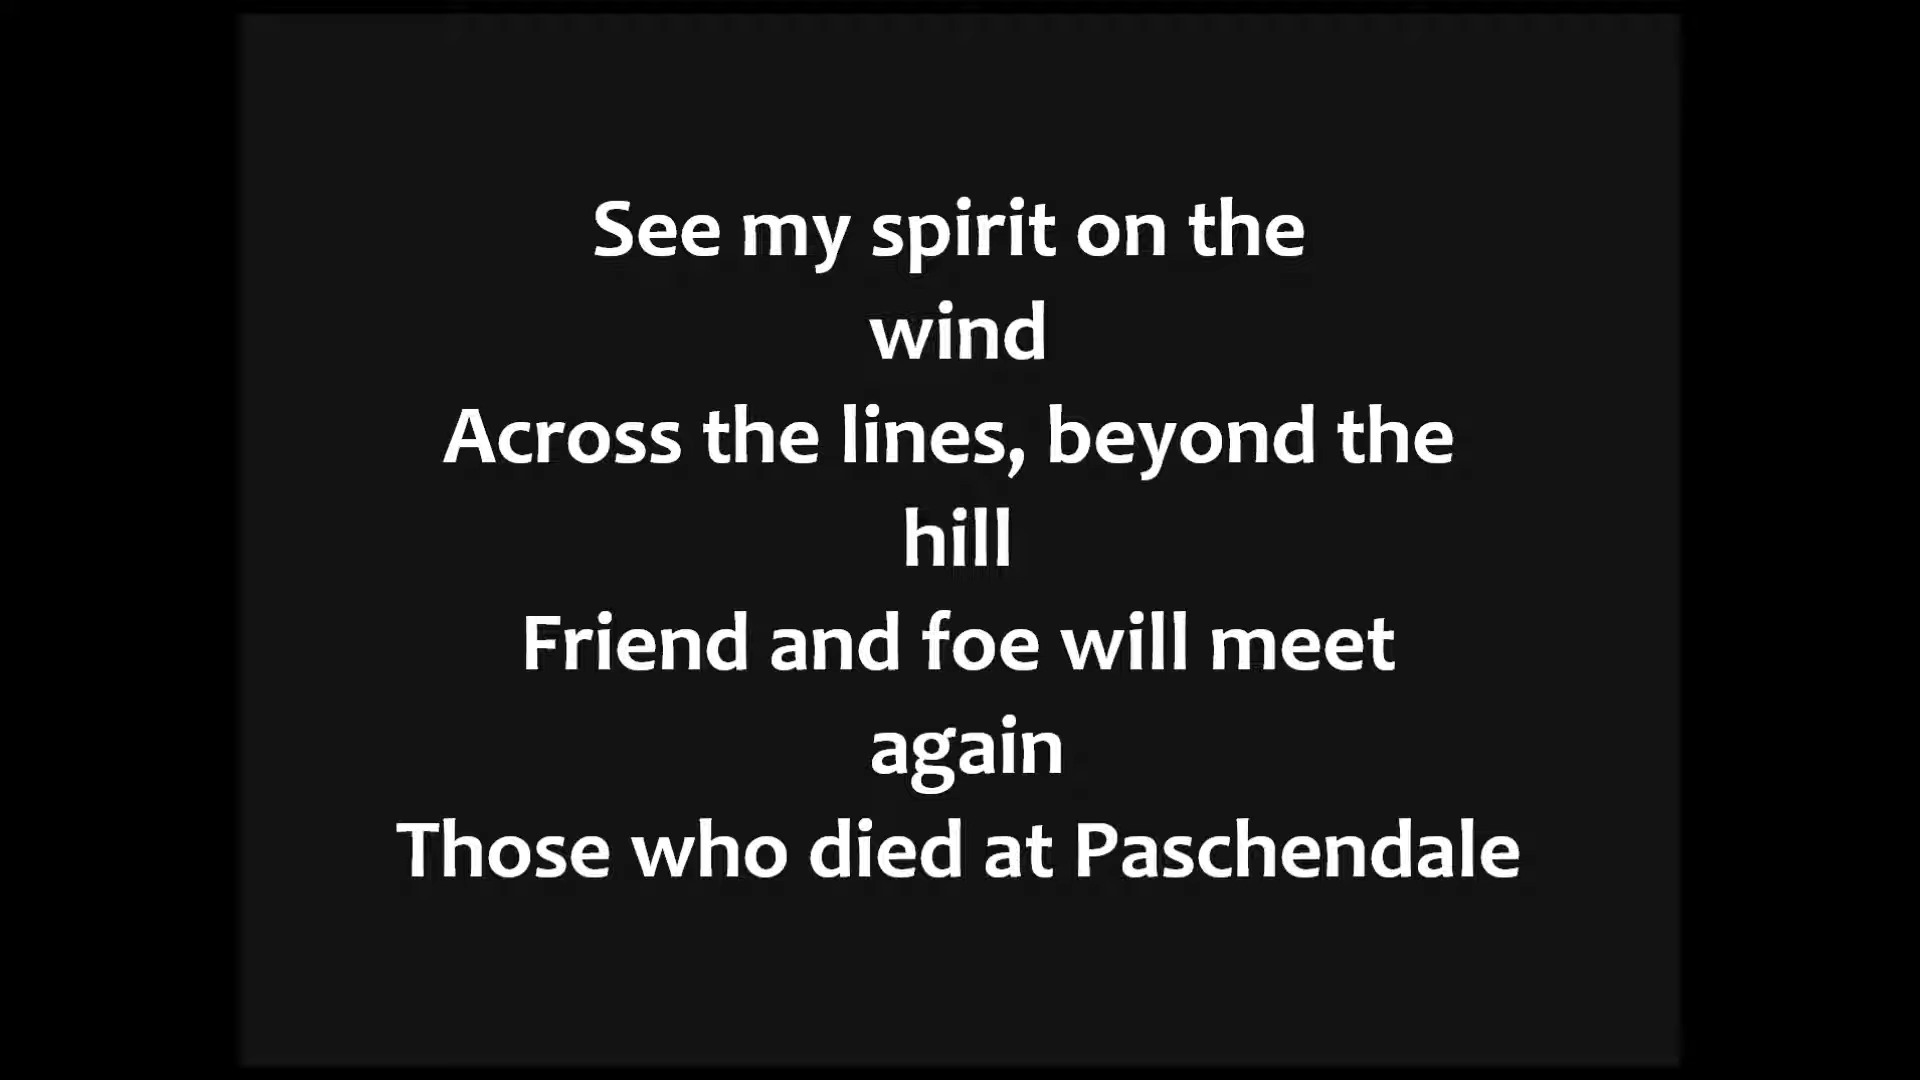 See my spirit on the
wind
Across the lines, beyond the
hill
Friend and foe will meet
again
Those who died at Paschendale